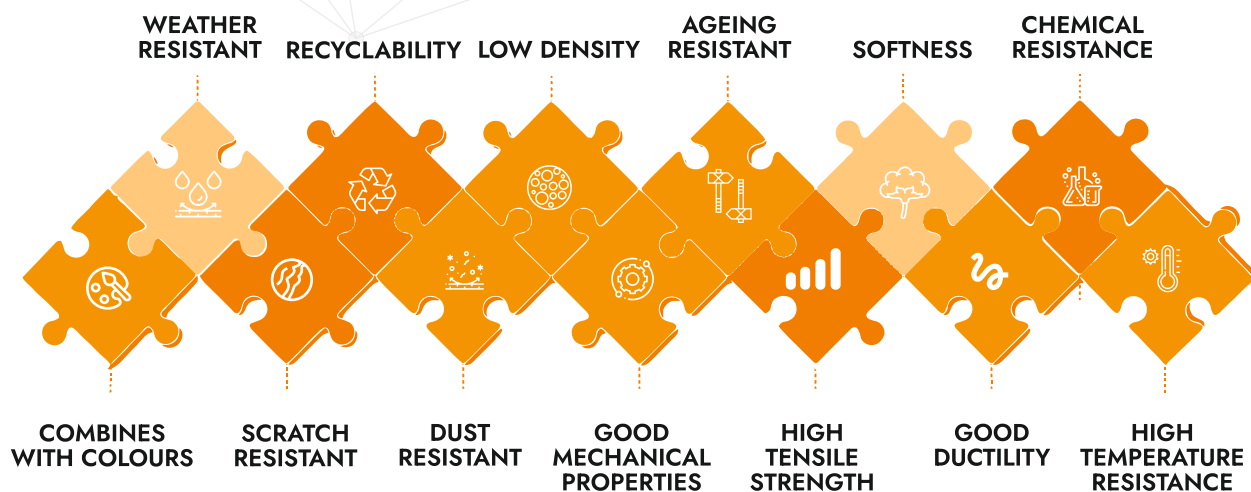 WEATHER
RESISTANT
RECYCLABILITY
LOW DENSITY
AGEING
RESISTANT
SOFTNESS
CHEMICAL
RESISTANCE
COMBINES
WITH COLOURS
SCRATCH
RESISTANT
DUST
RESISTANT
GOOD
MECHANICAL
PROPERTIES
HIGH
TENSILE
STRENGTH
GOOD
DUCTILITY
HIGH
TEMPERATURE
RESISTANCE